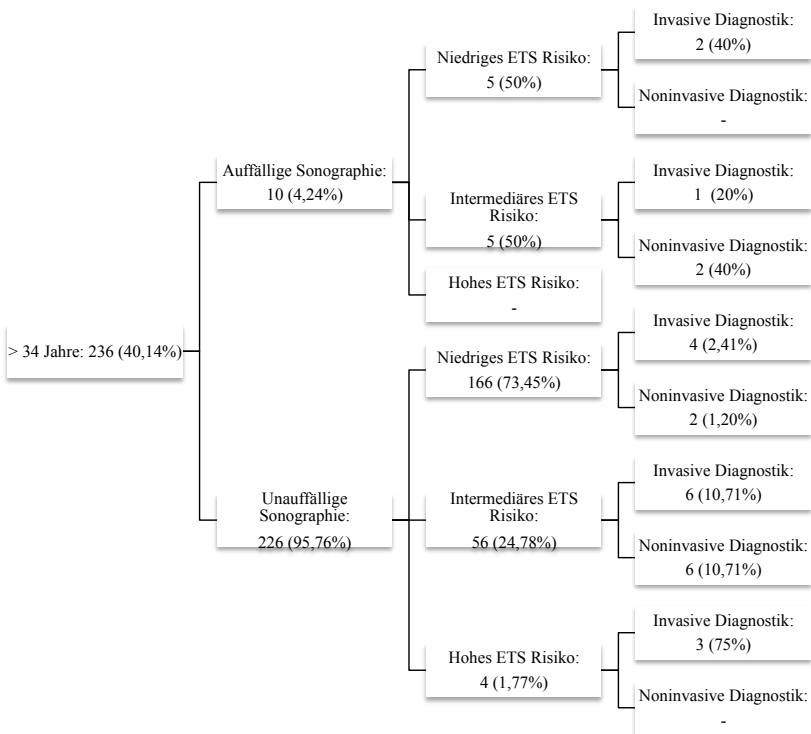 > 34 Jahre: 236 (40,14%)
Auffällige Sonographie:
10 (4,24%)
Niedriges ETS Risiko:
5 (50%)
Invasive Diagnostik:
2 (40%)
Noninvasive Diagnostik:
-
Intermediäres ETS
Risiko:
5 (50%)
Invasive Diagnostik:
1 (20%)
Noninvasive Diagnostik:
2 (40%)
Hohes ETS Risiko:
-
Unauffällige
Sonographie:
226 (95,76%)
Niedriges ETS Risiko:
166 (73,45%)
Invasive Diagnostik:
4 (2,41%)
Noninvasive Diagnostik:
2 (1,20%)
Intermediäres ETS
Risiko:
56 (24,78%)
Invasive Diagnostik:
6 (10,71%)
Noninvasive Diagnostik:
6 (10,71%)
Hohes ETS Risiko:
4 (1,77%)
Invasive Diagnostik:
3 (75%)
Noninvasive Diagnostik:
-